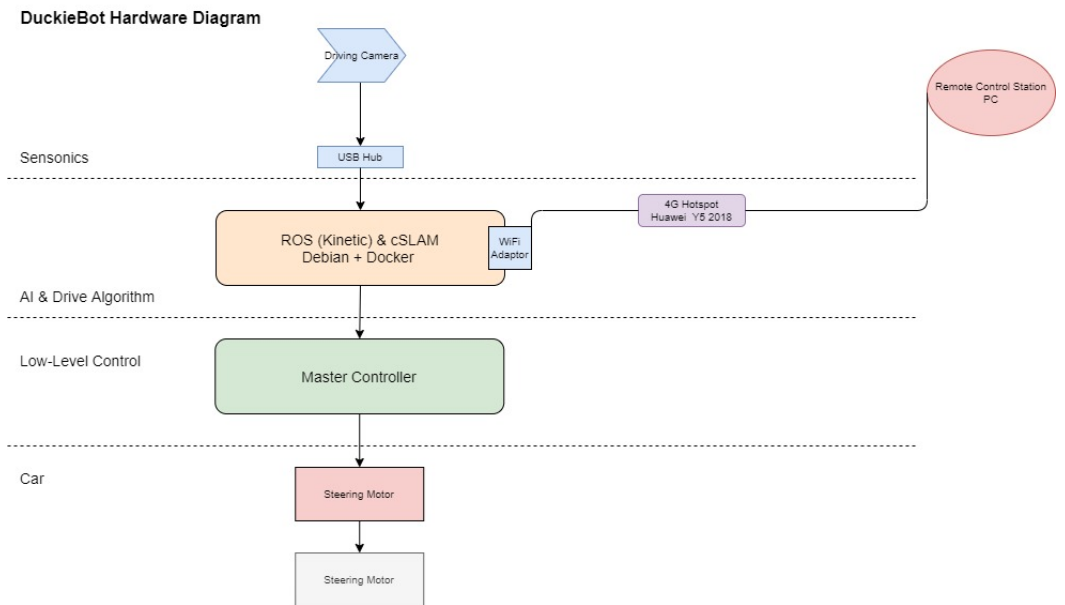 DuckieBot Hardware Diagram
Driving Camera
Remote Control Station
PC
USB Hub
Sensonics
4G Hotspot
Huawei Y5 2018
ROS (Kinetic) & cSLAM
Debian + Docker
WiFi
Adaptor
AI & Drive Algorithm
Low-Level Control
Master Controller
Car
Steering Motor
Steering Motor